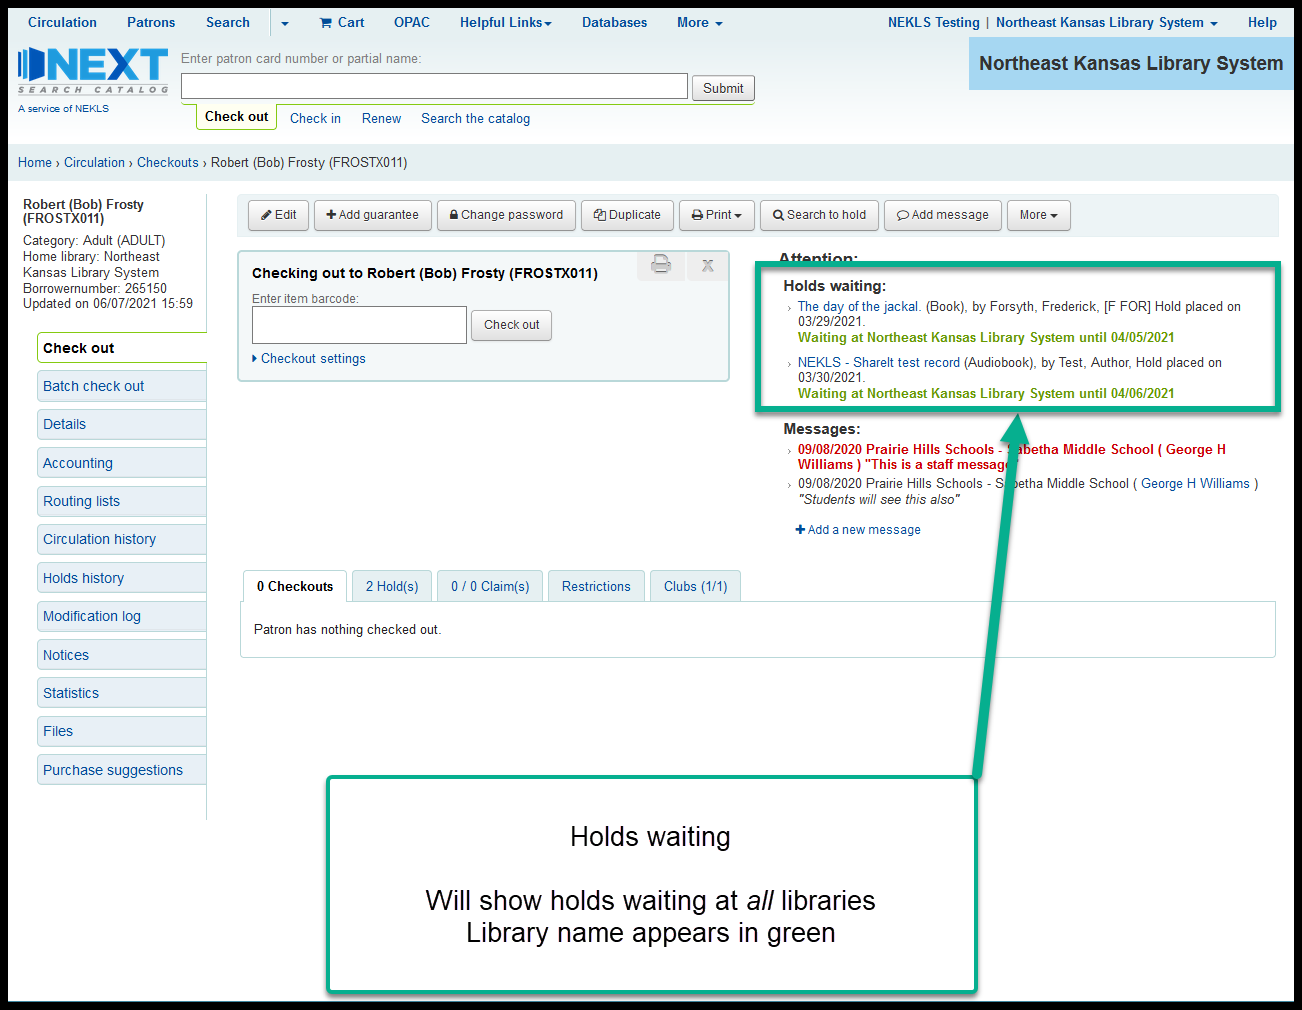 Circulation Patrons Search Cart OPAC Helpful Links Databases More NEKLS Testing | Northeast Kansas Library System Help
NEXT
SEARCH CATALOG
A service of NEKLS
Enter patron card number or partial name:
Submit
Northeast Kansas Library System
Check out Check in Renew Search the catalog
Home › Circulation › Checkouts › Robert (Bob) Frosty (FROSTX011)
Robert (Bob) Frosty
(FROSTX011)
Category: Adult (ADULT)
Home library: Northeast
Kansas Library System
Borrowernumber: 265150
Updated on 06/07/2021 15:59
Check out
Batch check out
Details
Accounting
Routing lists
Circulation history
Holds history
Modification log
Notices
Statistics
Files
Purchase suggestions
Edit Add guarantee Change password Duplicate Print Search to hold Add message More
Checking out to Robert (Bob) Frosty (FROSTX011)
X
Enter item barcode:
Check out
Checkout settings
Attention:
Holds waiting:
› The day of the jackal. (Book), by Forsyth, Frederick, [F FOR] Hold placed on
03/29/2021.
Waiting at Northeast Kansas Library System until 04/05/2021
› NEKLS - ShareIt test record (Audiobook), by Test, Author, Hold placed on
03/30/2021.
Waiting at Northeast Kansas Library System until 04/06/2021
Messages:
› 09/08/2020 Prairie Hills Schools - Sabetha Middle School ( George H
Williams ) "This is a staff message"
› 09/08/2020 Prairie Hills Schools - Sabetha Middle School ( George H Williams )
"Students will see this also"
Add a new message
0 Checkouts 2 Hold(s) 0 / 0 Claim(s) Restrictions Clubs (1/1)
Patron has nothing checked out.
Holds waiting
Will show holds waiting at all libraries
Library name appears in green